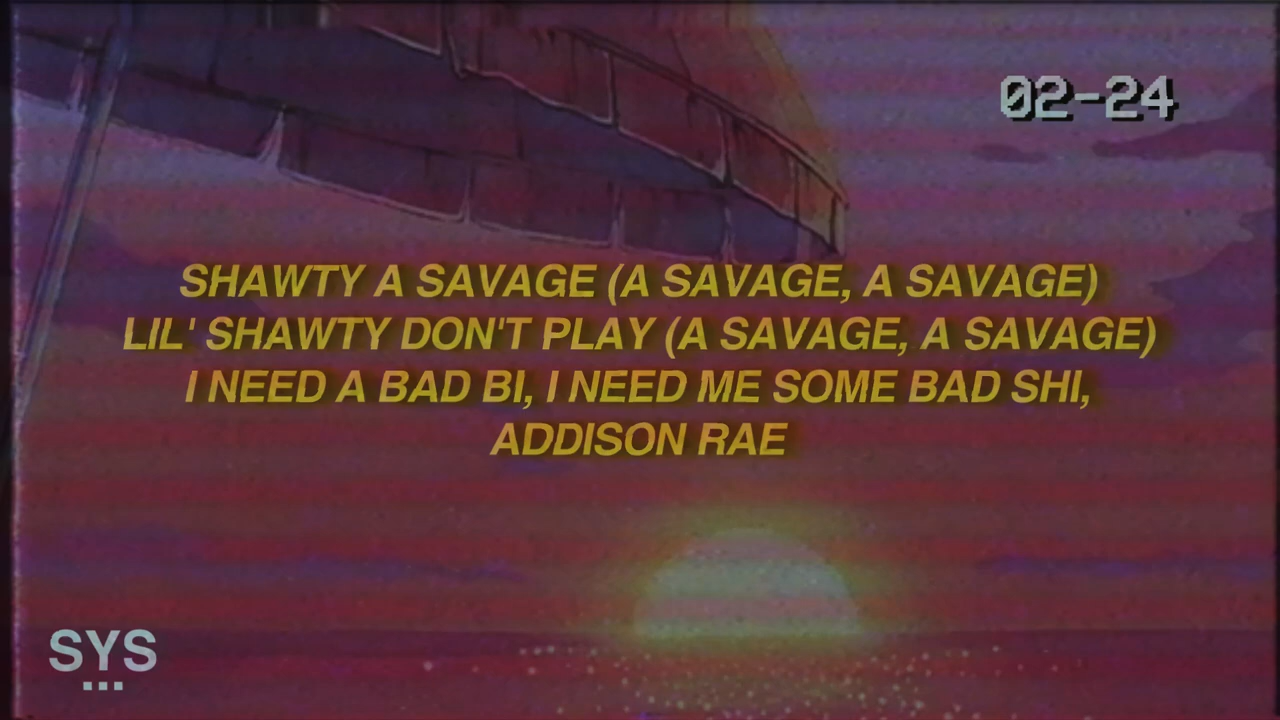 02-24
SHAWTY A SAVAGE (A SAVAGE, A SAVAGE)
LIL' SHAWTY DON'T PLAY (A SAVAGE, A SAVAGE)
I NEED A BAD BI, I NEED ME SOME BAD SHI,
ADDISON RAE
SYS
...